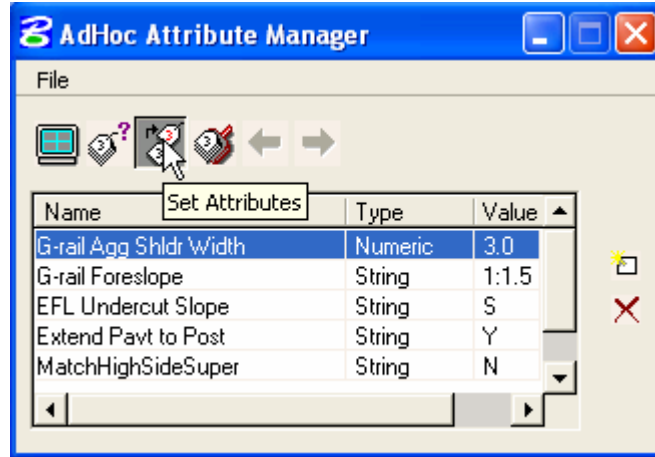 AdHoc Attribute Manager
File
Set Attributes
Name Type Value
G-rail Agg Shldr Width Numeric 3.0
G-rail Foreslope String 1:1.5
EFL Undercut Slope String S
Extend Pavt to Post String Y
MatchHighSideSuper String N